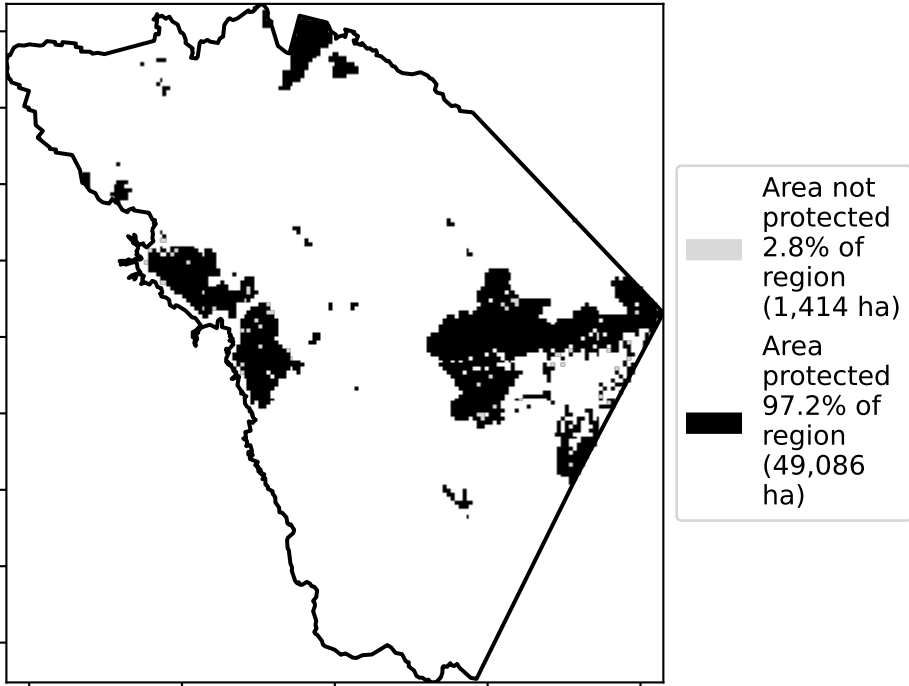 Area not
protected
2.8% of
region
(1,414 ha)
Area
protected
97.2% of
region
(49,086
ha)